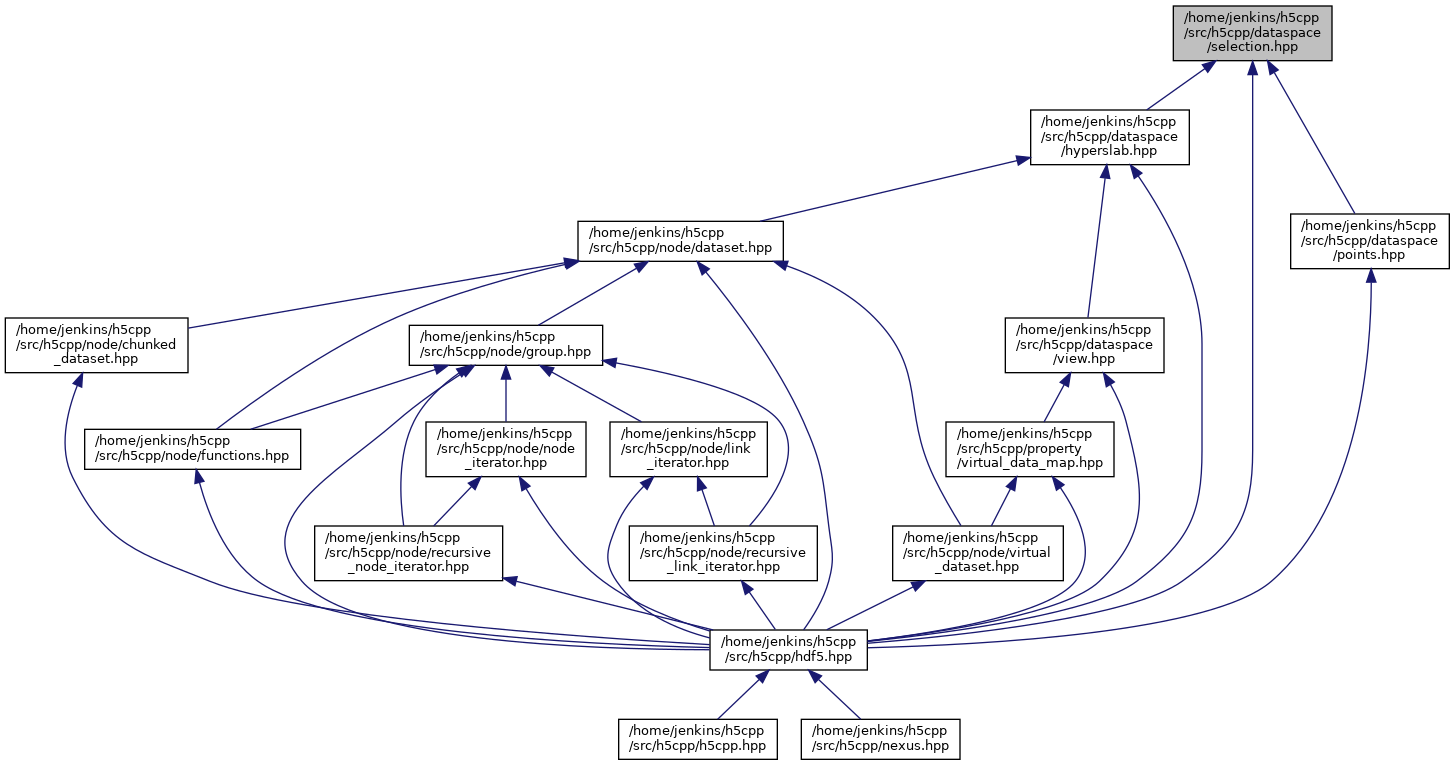 /home/jenkins/h5cpp
/src/h5cpp/dataspace
/selection.hpp
/home/jenkins/h5cpp
/src/h5cpp/dataspace
/hyperslab.hpp
/home/jenkins/h5cpp
/src/h5cpp/node/dataset.hpp
/home/jenkins/h5cpp
/src/h5cpp/dataspace
/points.hpp
/home/jenkins/h5cpp
/src/h5cpp/node/chunked
_dataset.hpp
/home/jenkins/h5cpp
/src/h5cpp/node/group.hpp
/home/jenkins/h5cpp
/src/h5cpp/dataspace
/view.hpp
/home/jenkins/h5cpp
/src/h5cpp/node/functions.hpp
/home/jenkins/h5cpp
/src/h5cpp/node/node
_iterator.hpp
/home/jenkins/h5cpp
/src/h5cpp/node/link
_iterator.hpp
/home/jenkins/h5cpp
/src/h5cpp/property
/virtual_data_map.hpp
/home/jenkins/h5cpp
/src/h5cpp/node/recursive
_node_iterator.hpp
/home/jenkins/h5cpp
/src/h5cpp/node/recursive
_link_iterator.hpp
/home/jenkins/h5cpp
/src/h5cpp/node/virtual
_dataset.hpp
/home/jenkins/h5cpp
/src/h5cpp/hdf5.hpp
/home/jenkins/h5cpp
/src/h5cpp/h5cpp.hpp
/home/jenkins/h5cpp
/src/h5cpp/nexus.hpp